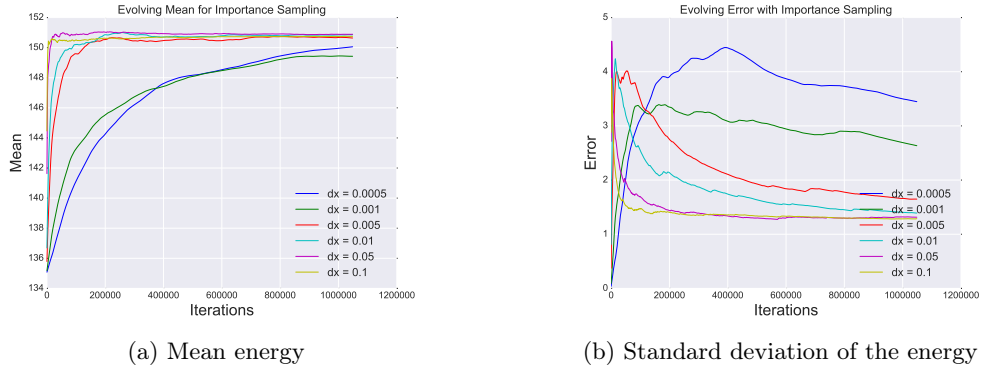 Evolving Mean for Importance Sampling
152
150
148
146
144
142
140
138
136
134
Mean
dx = 0.0005
dx = 0.001
dx = 0.005
dx = 0.01
dx = 0.05
dx = 0.1
0 200000 400000 600000 800000 1000000 1200000
Iterations
(a) Mean energy
Evolving Error with Importance Sampling
5
4
3
2
1
0
Error
dx = 0.0005
dx = 0.001
dx = 0.005
dx = 0.01
dx = 0.05
dx = 0.1
0 200000 400000 600000 800000 1000000 1200000
Iterations
(b) Standard deviation of the energy